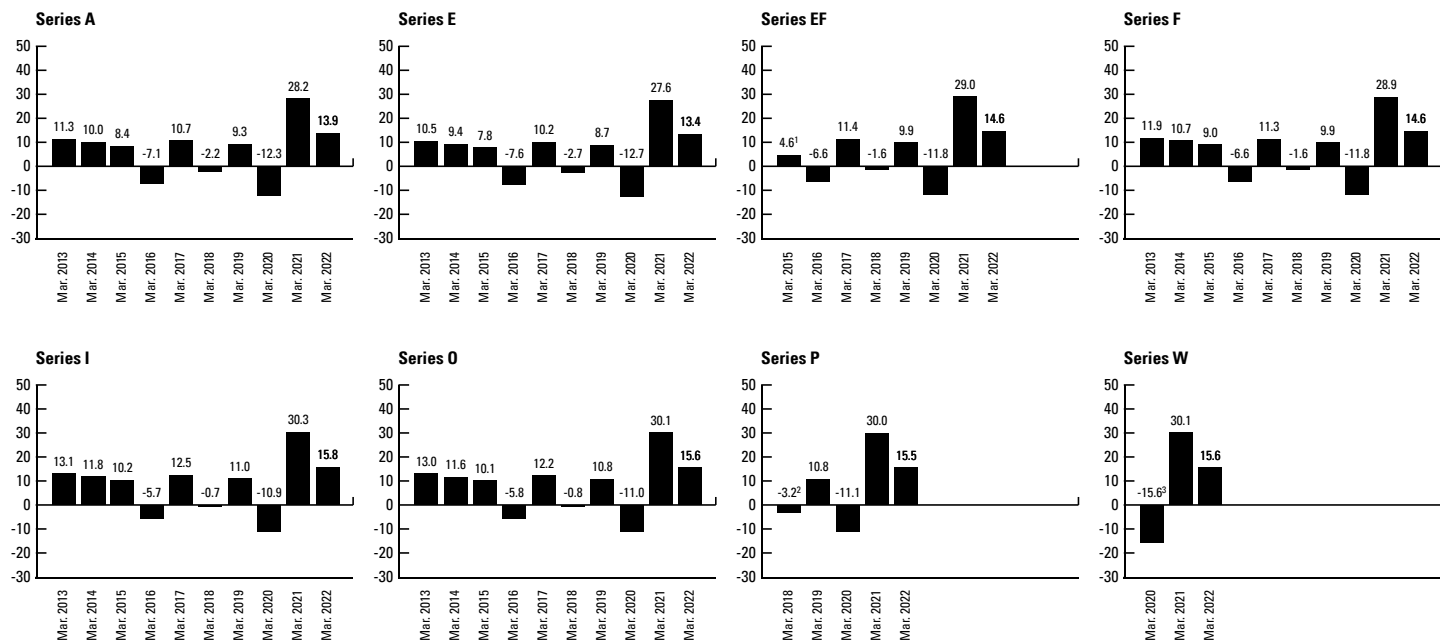 Series A
50
40
30
20
10
0
-10
-20
-30
11.3
10.0
8.4
-7.1
10.7
-2.2
9.3
-12.3
28.2
13.9
Mar. 2013
Mar. 2014
Mar. 2015
Mar. 2016
Mar. 2017
Mar. 2018
Mar. 2019
Mar. 2020
Mar. 2021
Mar. 2022
Series E
50
40
30
20
10
0
-10
-20
-30
10.5
9.4
7.8
-7.6
10.2
-2.7
8.7
-12.7
27.6
13.4
Mar. 2013
Mar. 2014
Mar. 2015
Mar. 2016
Mar. 2017
Mar. 2018
Mar. 2019
Mar. 2020
Mar. 2021
Mar. 2022
Series EF
50
40
30
20
10
0
-10
-20
-30
4.6¹
-6.6
11.4
-1.6
9.9
-11.8
29.0
14.6
Mar. 2015
Mar. 2016
Mar. 2017
Mar. 2018
Mar. 2019
Mar. 2020
Mar. 2021
Mar. 2022
Series F
50
40
30
20
10
0
-10
-20
-30
11.9
10.7
9.0
-6.6
11.3
-1.6
9.9
-11.8
28.9
14.6
Mar. 2013
Mar. 2014
Mar. 2015
Mar. 2016
Mar. 2017
Mar. 2018
Mar. 2019
Mar. 2020
Mar. 2021
Mar. 2022
Series I
50
40
30
20
10
0
-10
-20
-30
13.1
11.8
10.2
-5.7
12.5
-0.7
11.0
-10.9
30.3
15.8
Mar. 2013
Mar. 2014
Mar. 2015
Mar. 2016
Mar. 2017
Mar. 2018
Mar. 2019
Mar. 2020
Mar. 2021
Mar. 2022
Series O
50
40
30
20
10
0
-10
-20
-30
13.0
11.6
10.1
-5.8
12.2
-0.8
10.8
-11.0
30.1
15.6
Mar. 2013
Mar. 2014
Mar. 2015
Mar. 2016
Mar. 2017
Mar. 2018
Mar. 2019
Mar. 2020
Mar. 2021
Mar. 2022
Series P
50
40
30
20
10
0
-10
-20
-30
-3.2²
10.8
-11.1
30.0
15.5
Mar. 2018
Mar. 2019
Mar. 2020
Mar. 2021
Mar. 2022
Series W
50
40
30
20
10
0
-10
-20
-30
-15.6³
30.1
15.6
Mar. 2020
Mar. 2021
Mar. 2022